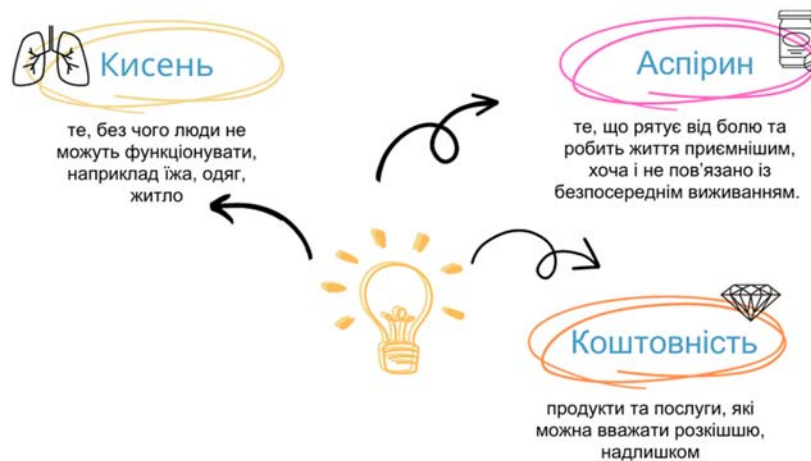 Кисень
те, без чого люди не
можуть функціонувати,
наприклад їжа, одяг,
житло
Аспірин
те, що рятує від болю та
робить життя приємнішим,
хоча і не пов’язано із
безпосереднім виживанням.
Коштовність
продукти та послуги, які
можна вважати розкішшю,
надлишком